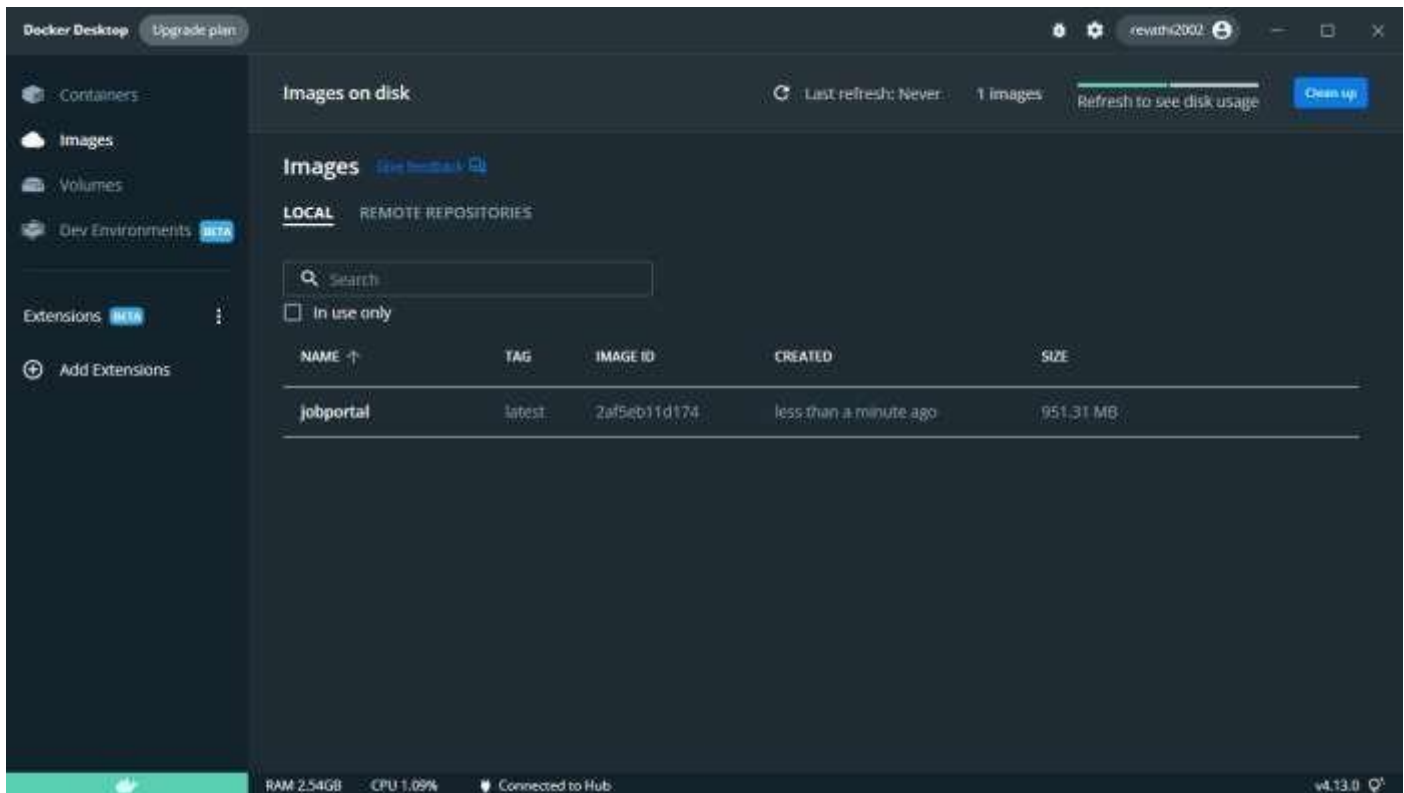 Docker Desktop Upgrade plan revathi2002
Containers
Images
Volumes
Dev Environments BETA
Extensions BETA
Add Extensions
Images on disk Last refresh: Never 1 images Refresh to see disk usage Clean up
Images Give feedback
LOCAL REMOTE REPOSITORIES
Search
In use only
NAME TAG IMAGE ID CREATED SIZE
jobportal latest 2af5eb11d174 less than a minute ago 951.31 MB
RAM 2.54GB CPU 1.09% Connected to Hub v4.13.0